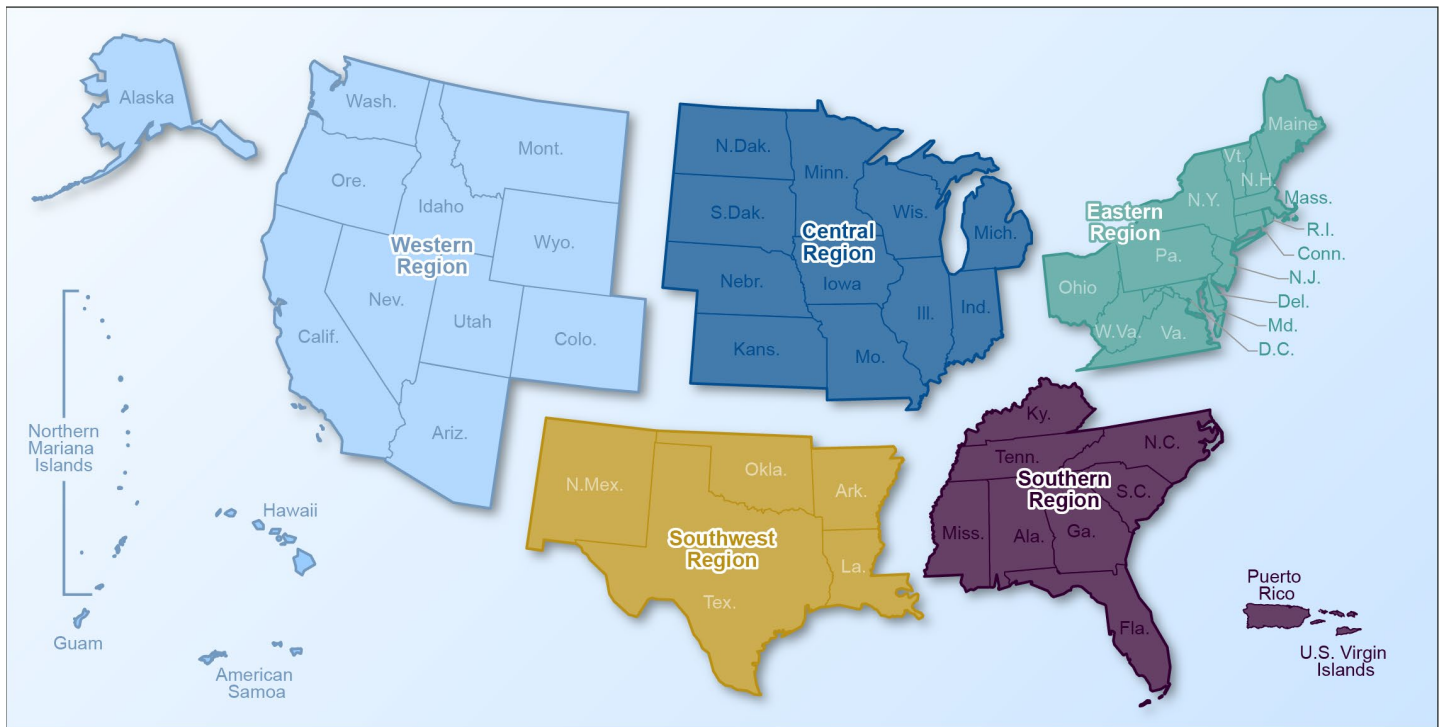 Alaska
Wash.
Mont.
Ore.
Idaho
Wyo.
Western
Region
Nev.
Utah
Colo.
Calif.
Ariz.
Northern
Mariana
Islands
Hawaii
Guam
American
Samoa
N.Dak.
Minn.
S.Dak.
Wis.
Mich.
Central
Region
Nebr.
Iowa
Ill.
Ind.
Kans.
Mo.
Maine
Vt.
N.H.
N.Y.
Mass.
Eastern
Region
R.I.
Conn.
Pa.
N.J.
Ohio
Del.
Md.
W.Va.
Va.
D.C.
N.Mex.
Okla.
Ark.
Southwest
Region
La.
Tex.
Ky.
N.C.
Tenn.
Southern
Region
S.C.
Miss.
Ala.
Ga.
Fla.
Puerto
Rico
U.S. Virgin
Islands